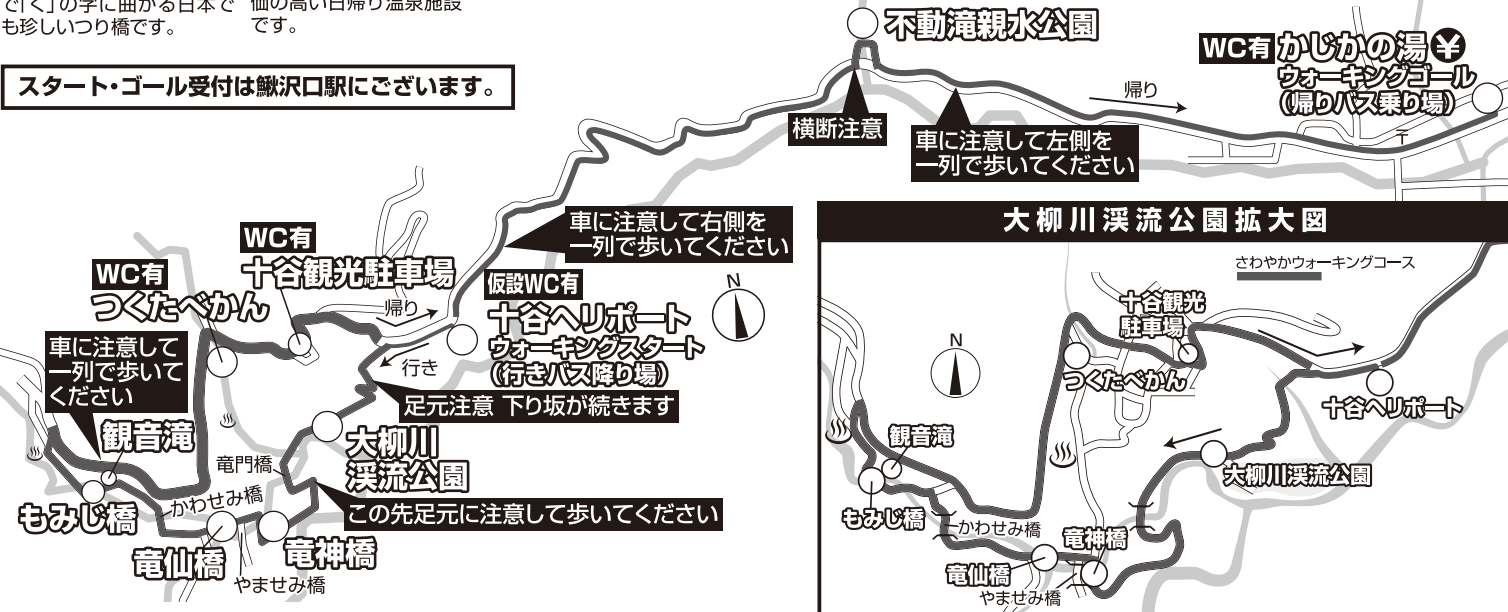 で「く」の字に曲がる日本で
も珍しいつり橋です。
価の高い日帰り温泉施設
です。
スタート・ゴール受付は鰍沢口駅にございます。
不動滝親水公園
WC有 かじかの湯 ¥
ウォーキングゴール
（帰りバス乗り場）
帰り
横断注意
車に注意して左側を
一列で歩いてください
〒
車に注意して右側を
一列で歩いてください
WC有
十谷観光駐車場
WC有
つくたべかん
帰り
仮設WC有
十谷ヘリポート
ウォーキングスタート
（行きバス降り場）
N
行き
車に注意して
一列で歩いて
ください
足元注意 下り坂が続きます
観音滝
大柳川
渓流公園
竜門橋
かわせみ橋
この先足元に注意して歩いてください
もみじ橋
竜仙橋
竜神橋
やませみ橋
大柳川渓流公園拡大図
さわやかウォーキングコース
十谷観光
駐車場
N
つくたべかん
十谷ヘリポート
観音滝
大柳川渓流公園
もみじ橋
かわせみ橋
竜神橋
竜仙橋
やませみ橋